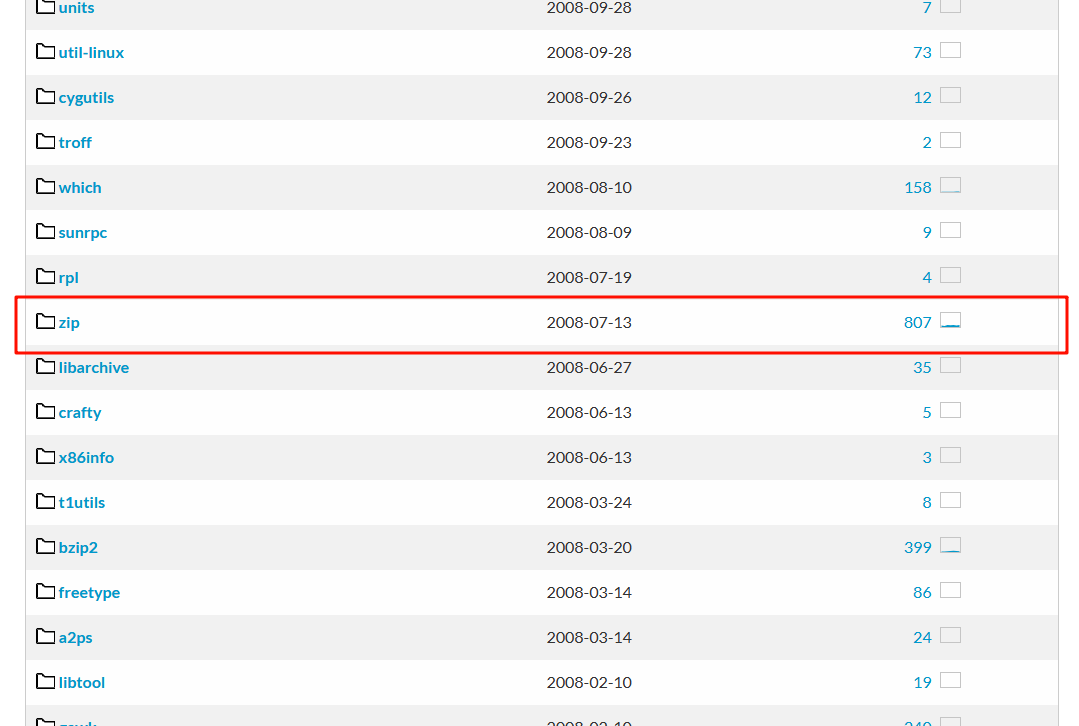 units 2008-09-28 7
util-linux 2008-09-28 73
cygutils 2008-09-26 12
troff 2008-09-23 2
which 2008-08-10 158
sunrpc 2008-08-09 9
rpl 2008-07-19 4
zip 2008-07-13 807
libarchive 2008-06-27 35
crafty 2008-06-13 5
x86info 2008-06-13 3
t1utils 2008-03-24 8
bzip2 2008-03-20 399
freetype 2008-03-14 86
a2ps 2008-03-14 24
libtool 2008-02-10 19